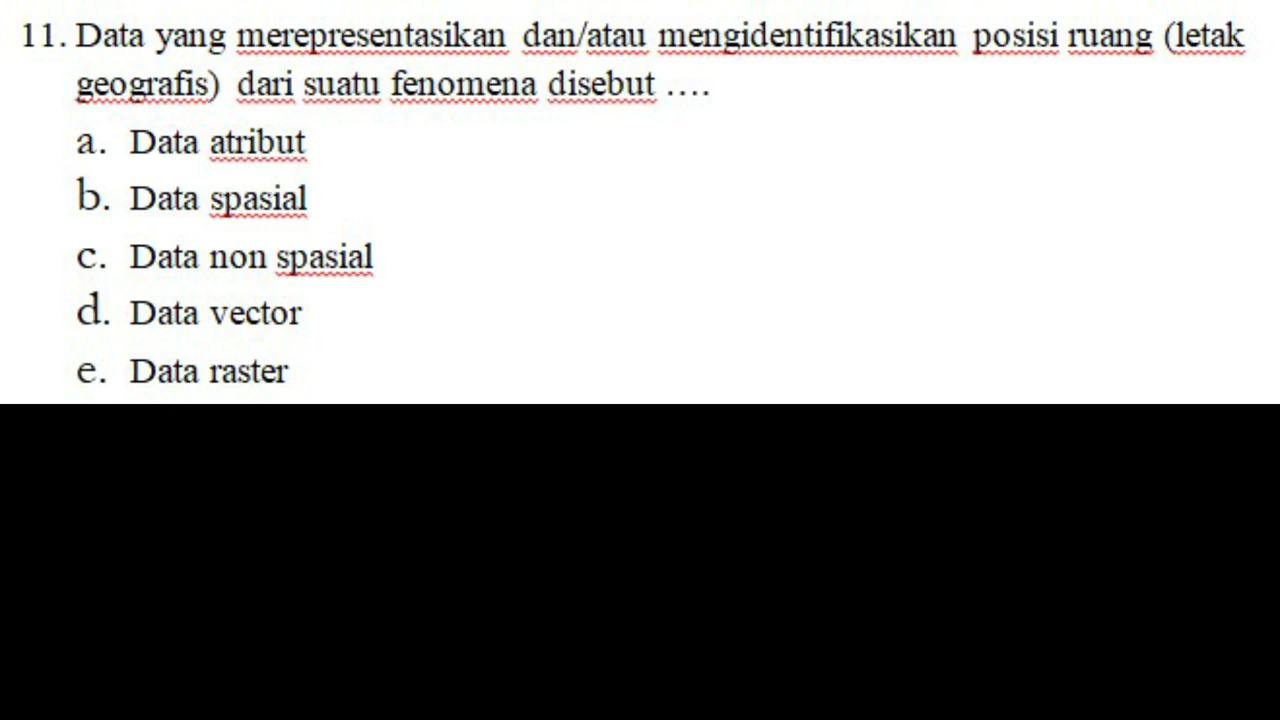 11. Data yang merepresentasikan dan/atau mengidentifikasikan posisi ruang (letak
geografis) dari suatu fenomena disebut ....
a. Data atribut
b. Data spasial
c. Data non spasial
d. Data vector
e. Data raster